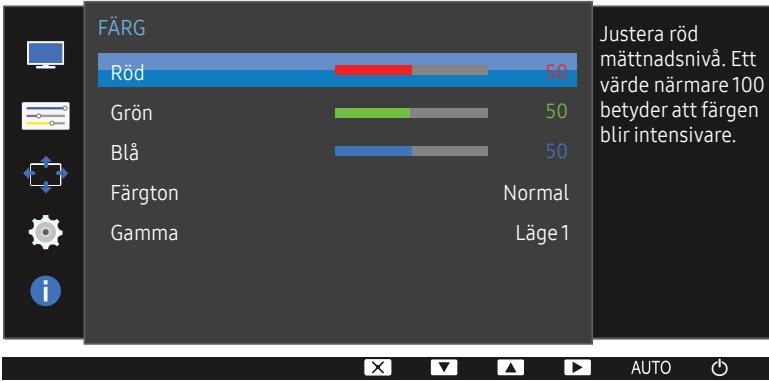 FÄRG
Röd 50
Grön 50
Blå 50
Färgton Normal
Gamma Läge 1
Justera röd
mättnadsnivå. Ett
värde närmare 100
betyder att färgen
blir intensivare.
AUTO